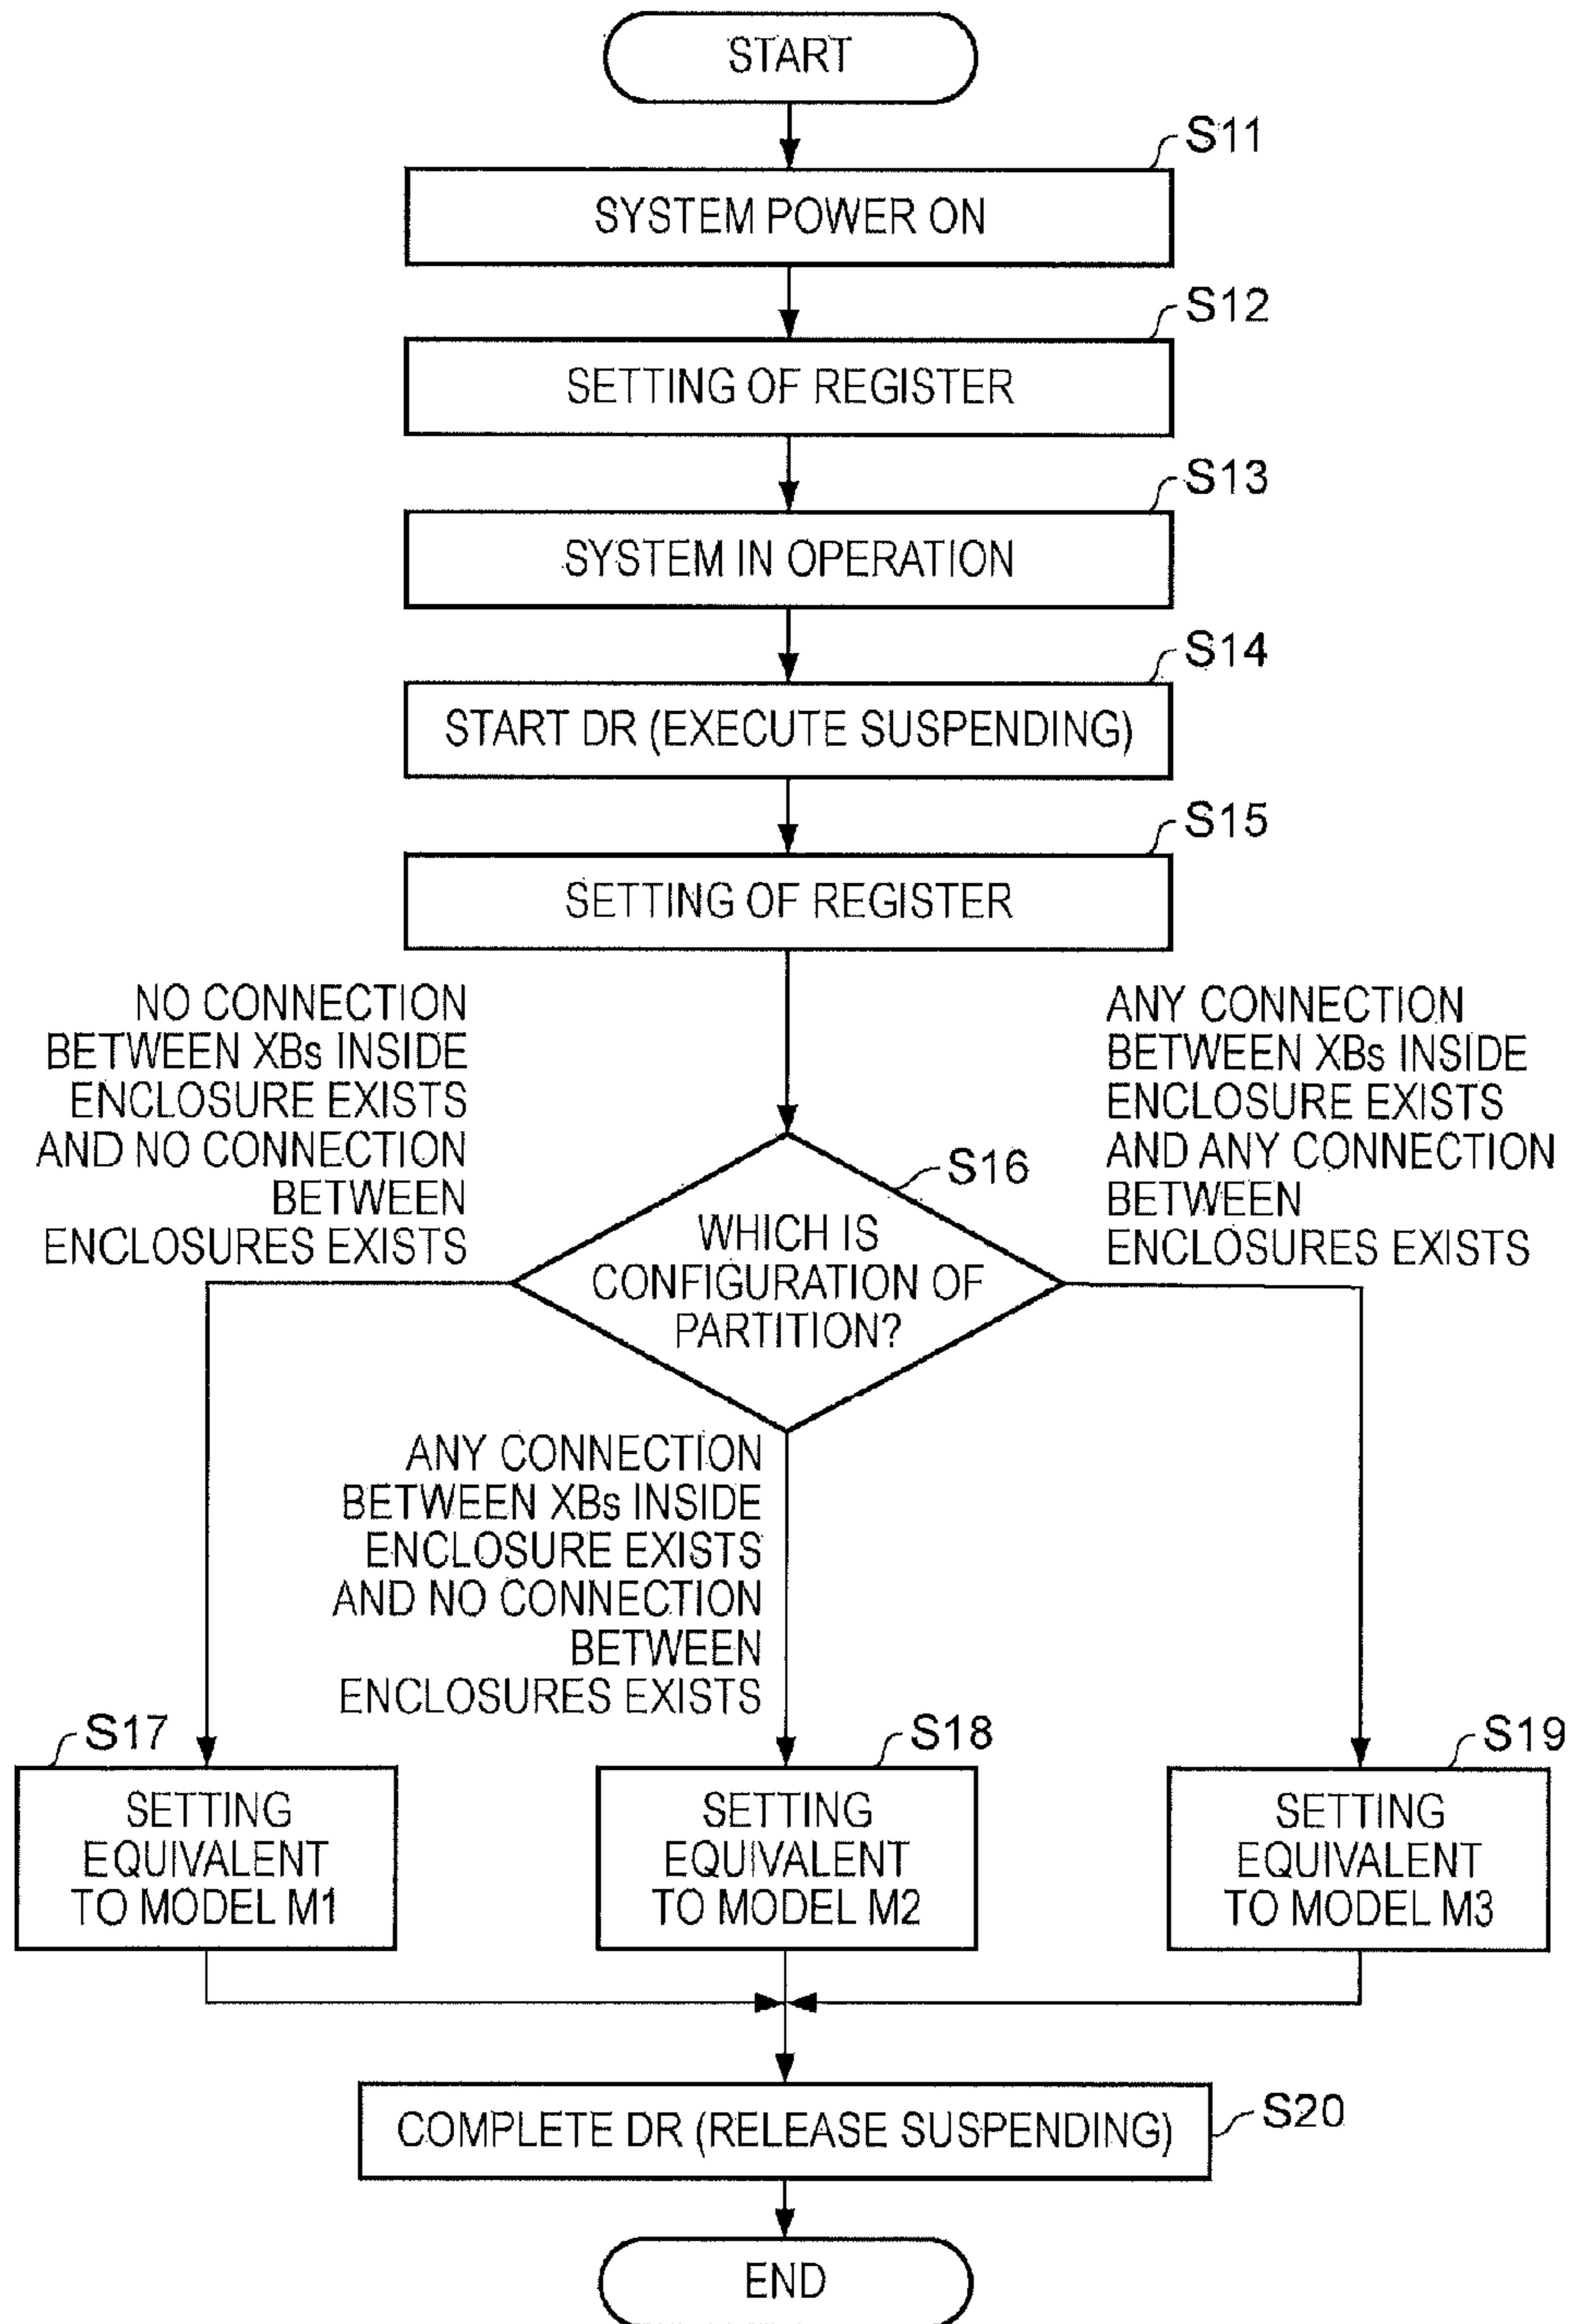 START
S11
SYSTEM POWER ON
S12
SETTING OF REGISTER
S13
SYSTEM IN OPERATION
S14
START DR (EXECUTE SUSPENDING)
S15
SETTING OF REGISTER
NO CONNECTION
BETWEEN XBs INSIDE
ENCLOSURE EXISTS
AND NO CONNECTION
BETWEEN
ENCLOSURES EXISTS
ANY CONNECTION
BETWEEN XBs INSIDE
ENCLOSURE EXISTS
AND ANY CONNECTION
BETWEEN
ENCLOSURES EXISTS
S16
WHICH IS
CONFIGURATION OF
PARTITION?
ANY CONNECTION
BETWEEN XBs INSIDE
ENCLOSURE EXISTS
AND NO CONNECTION
BETWEEN
ENCLOSURES EXISTS
S17
SETTING
EQUIVALENT
TO MODEL M1
S18
SETTING
EQUIVALENT
TO MODEL M2
S19
SETTING
EQUIVALENT
TO MODEL M3
COMPLETE DR (RELEASE SUSPENDING)
S20
END